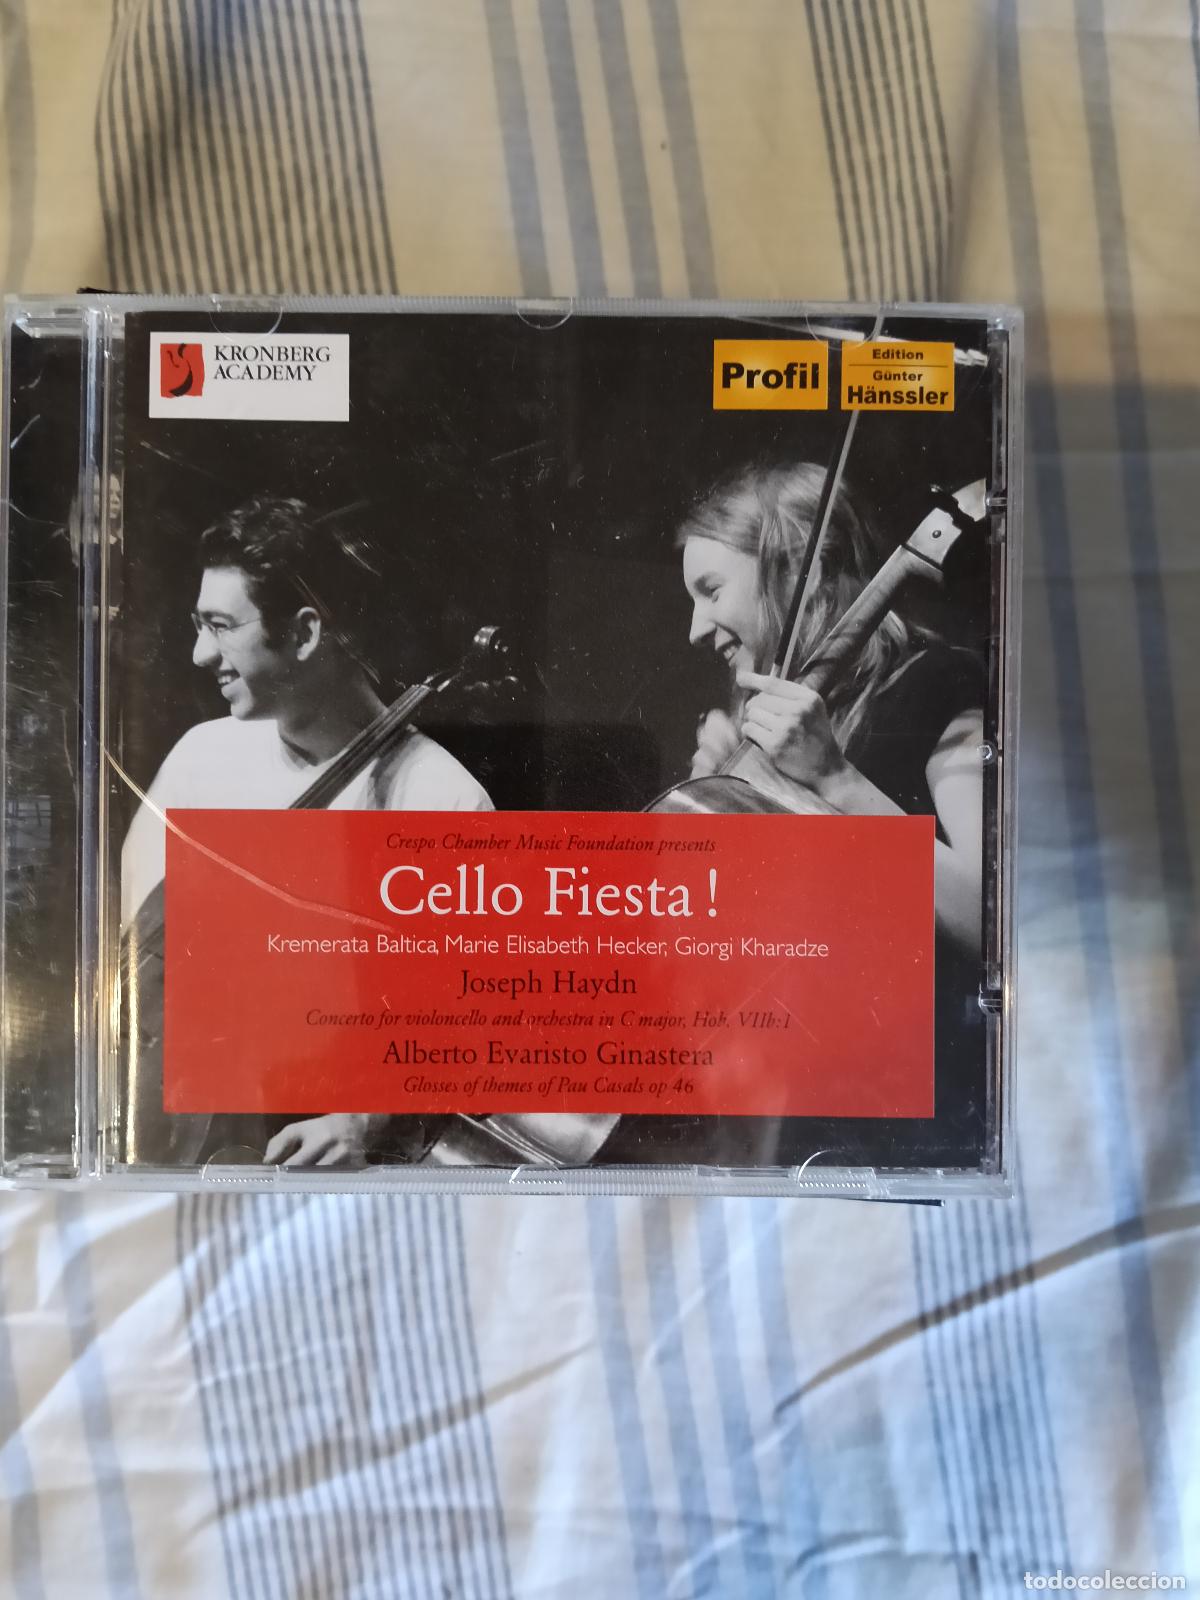 KRONBERG
ACADEMY
Profil
Edition
Günter
Hänssler
Crespo Chamber Music Foundation presents
Cello Fiesta !
Kremerata Baltica, Marie Elisabeth Hecker, Giorgi Kharadze
Joseph Haydn
Concerto for violoncello and orchestra in C major, Hob. VIIb:1
Alberto Evaristo Ginastera
Glosses of themes of Pau Casals op 46
todocoleccion